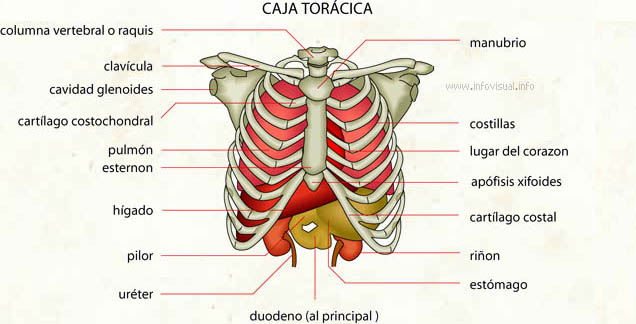 CAJA TORÁCICA
columna vertebral o raquis
clavícula
cavidad glenoides
cartílago costochondral
pulmón
esternon
hígado
pilor
uréter
duodeno (al principal )
manubrio
www.infovisual.info
costillas
lugar del corazon
apófisis xifoides
cartílago costal
riñon
estómago